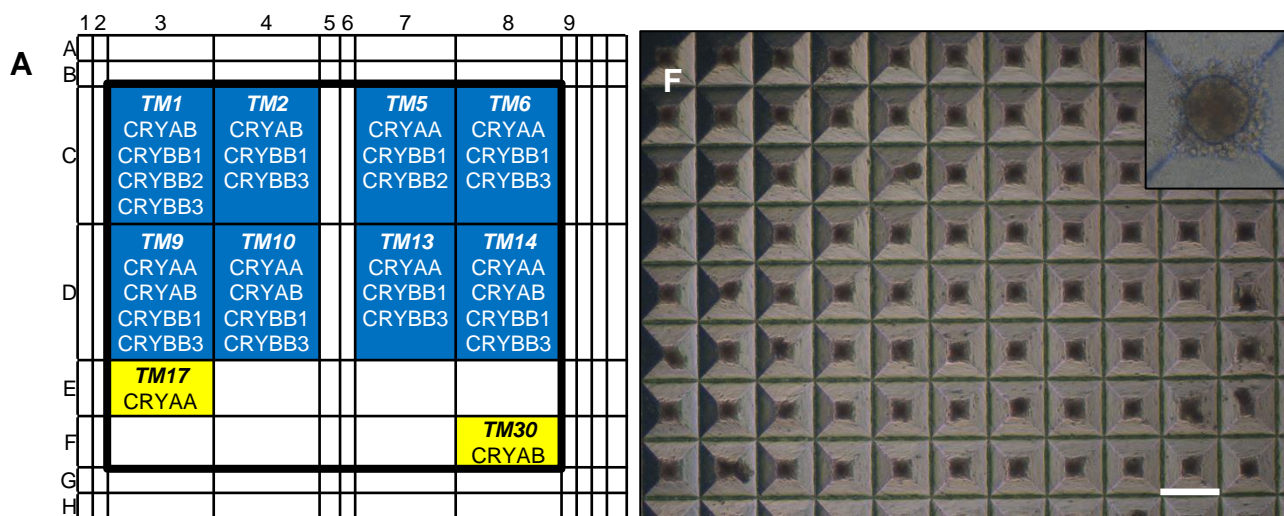 A
1 2 3 4 5 6 7 8 9
A
B
C
TM1
CRYAB
CRYBB1
CRYBB2
CRYBB3
TM2
CRYAB
CRYBB1
CRYBB3
TM5
CRYAA
CRYBB1
CRYBB2
TM6
CRYAA
CRYBB1
CRYBB3
D
TM9
CRYAA
CRYAB
CRYBB1
CRYBB3
TM10
CRYAA
CRYAB
CRYBB1
CRYBB3
TM13
CRYAA
CRYBB1
CRYBB3
TM14
CRYAA
CRYAB
CRYBB1
CRYBB3
E
TM17
CRYAA
F
TM30
CRYAB
G
H
F